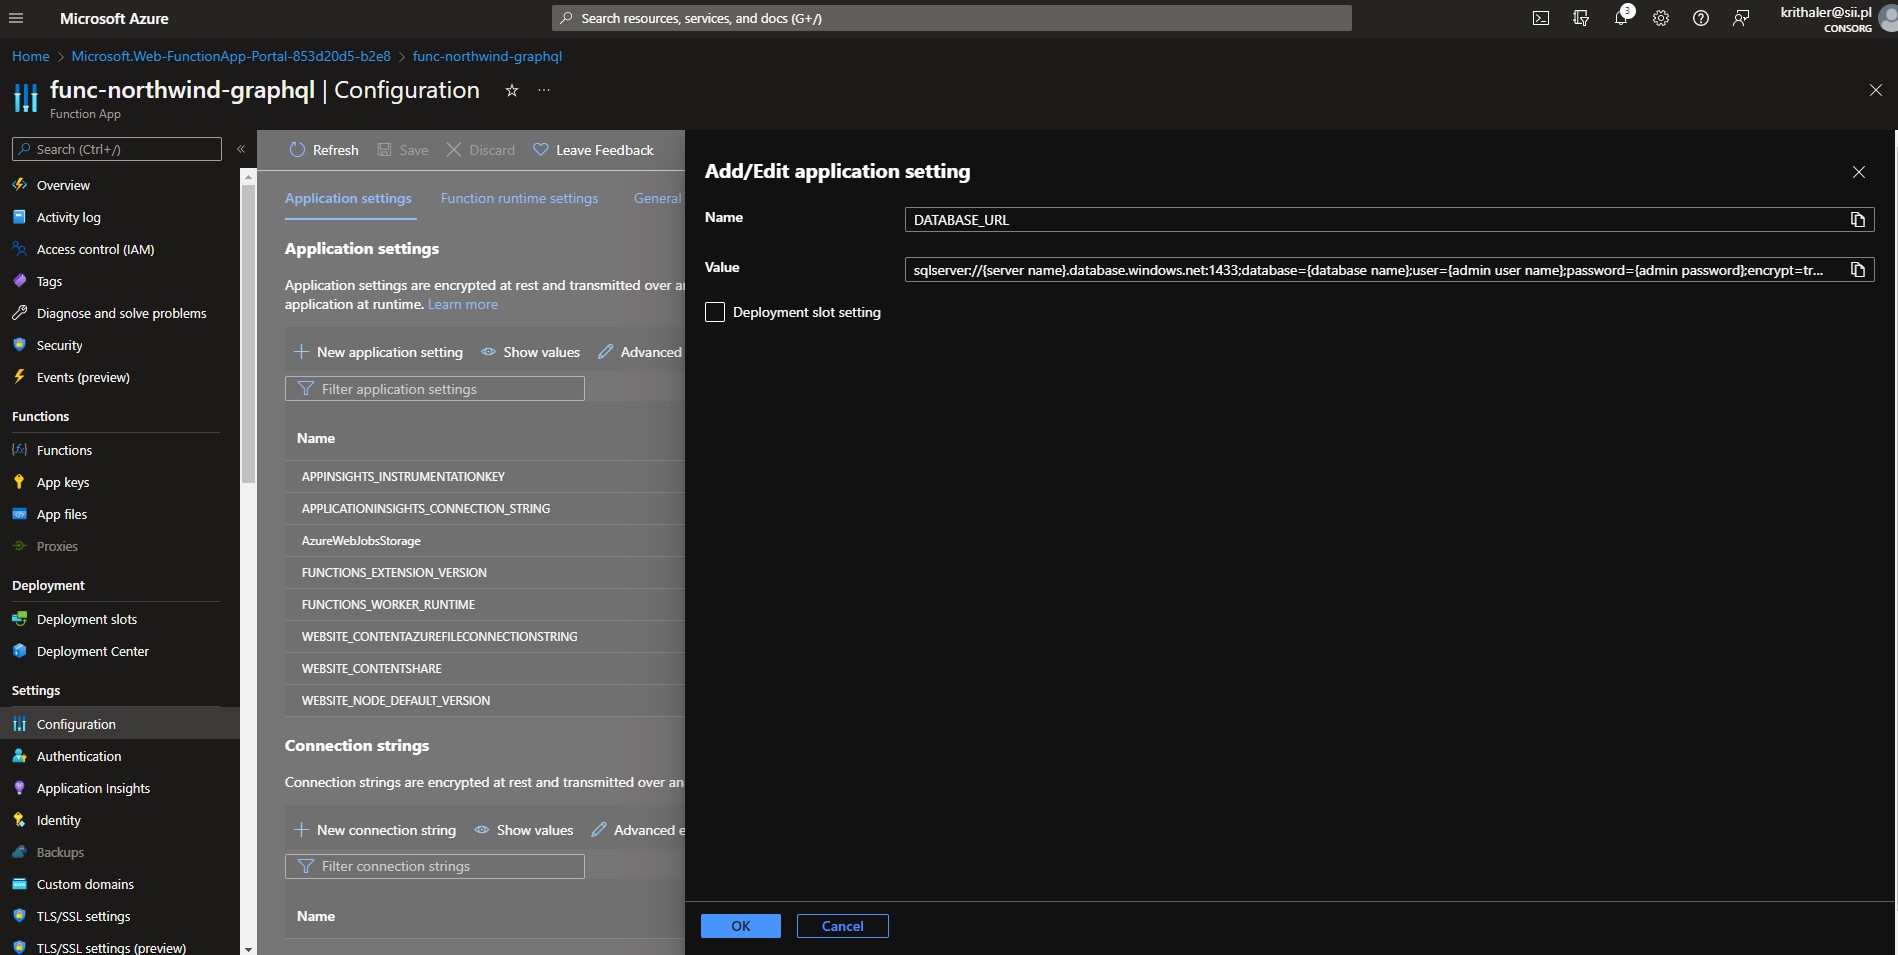 Microsoft Azure
Search resources, services, and docs (G+/)
3
krithaler@sii.pl
CONSORG
Home > Microsoft.Web-FunctionApp-Portal-853d20d5-b2e8 > func-northwind-graphql
func-northwind-graphql | Configuration
Function App
Search (Ctrl+/)
Overview
Activity log
Access control (IAM)
Tags
Diagnose and solve problems
Security
Events (preview)
Functions
Functions
App keys
App files
Proxies
Deployment
Deployment slots
Deployment Center
Settings
Configuration
Authentication
Application Insights
Identity
Backups
Custom domains
TLS/SSL settings
TLS/SSL settings (preview)
Refresh Save Discard Leave Feedback
Application settings Function runtime settings General
Application settings
Application settings are encrypted at rest and transmitted over an
application at runtime. Learn more
New application setting Show values Advanced
Filter application settings
Name
APPINSIGHTS_INSTRUMENTATIONKEY
APPLICATIONINSIGHTS_CONNECTION_STRING
AzureWebJobsStorage
FUNCTIONS_EXTENSION_VERSION
FUNCTIONS_WORKER_RUNTIME
WEBSITE_CONTENTAZUREFILECONNECTIONSTRING
WEBSITE_CONTENTSHARE
WEBSITE_NODE_DEFAULT_VERSION
Connection strings
Connection strings are encrypted at rest and transmitted over an
New connection string Show values Advanced e
Filter connection strings
Name
Add/Edit application setting
Name DATABASE_URL
Value sqlserver://{server name}.database.windows.net:1433;database={database name};user={admin user name};password={admin password};encrypt=tr...
Deployment slot setting
OK Cancel